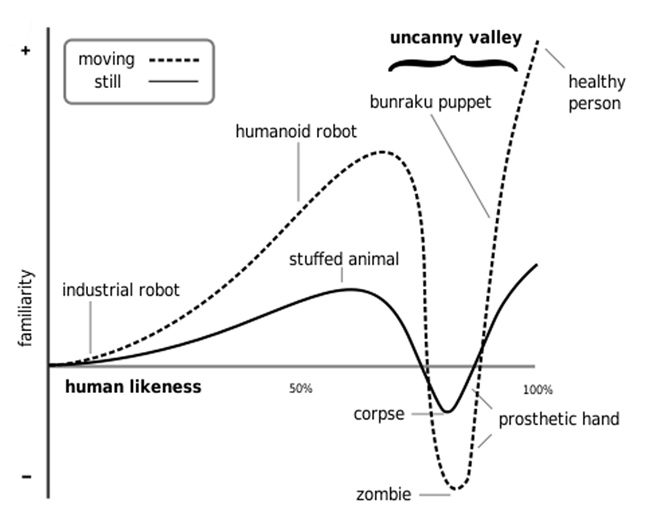 uncanny valley
+
moving
still
healthy
person
bunraku puppet
humanoid robot
stuffed animal
industrial robot
familiarity
human likeness
50%
100%
corpse
prosthetic hand
−
zombie